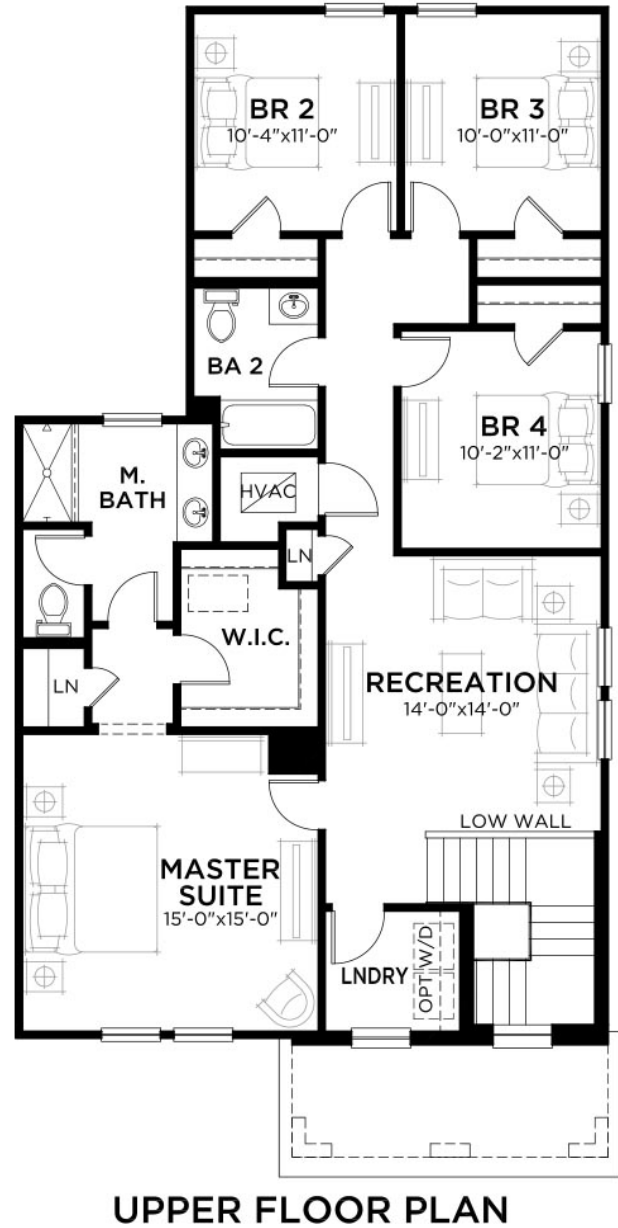 BR 2
10'-4"x11'-0"
BR 3
10'-0"x11'-0"
BA 2
BR 4
10'-2"x11'-0"
M.
BATH
HVAC
LN
W.I.C.
LN
RECREATION
14'-0"x14'-0"
LOW WALL
MASTER
SUITE
15'-0"x15'-0"
LNDRY
OPT W/D
UPPER FLOOR PLAN